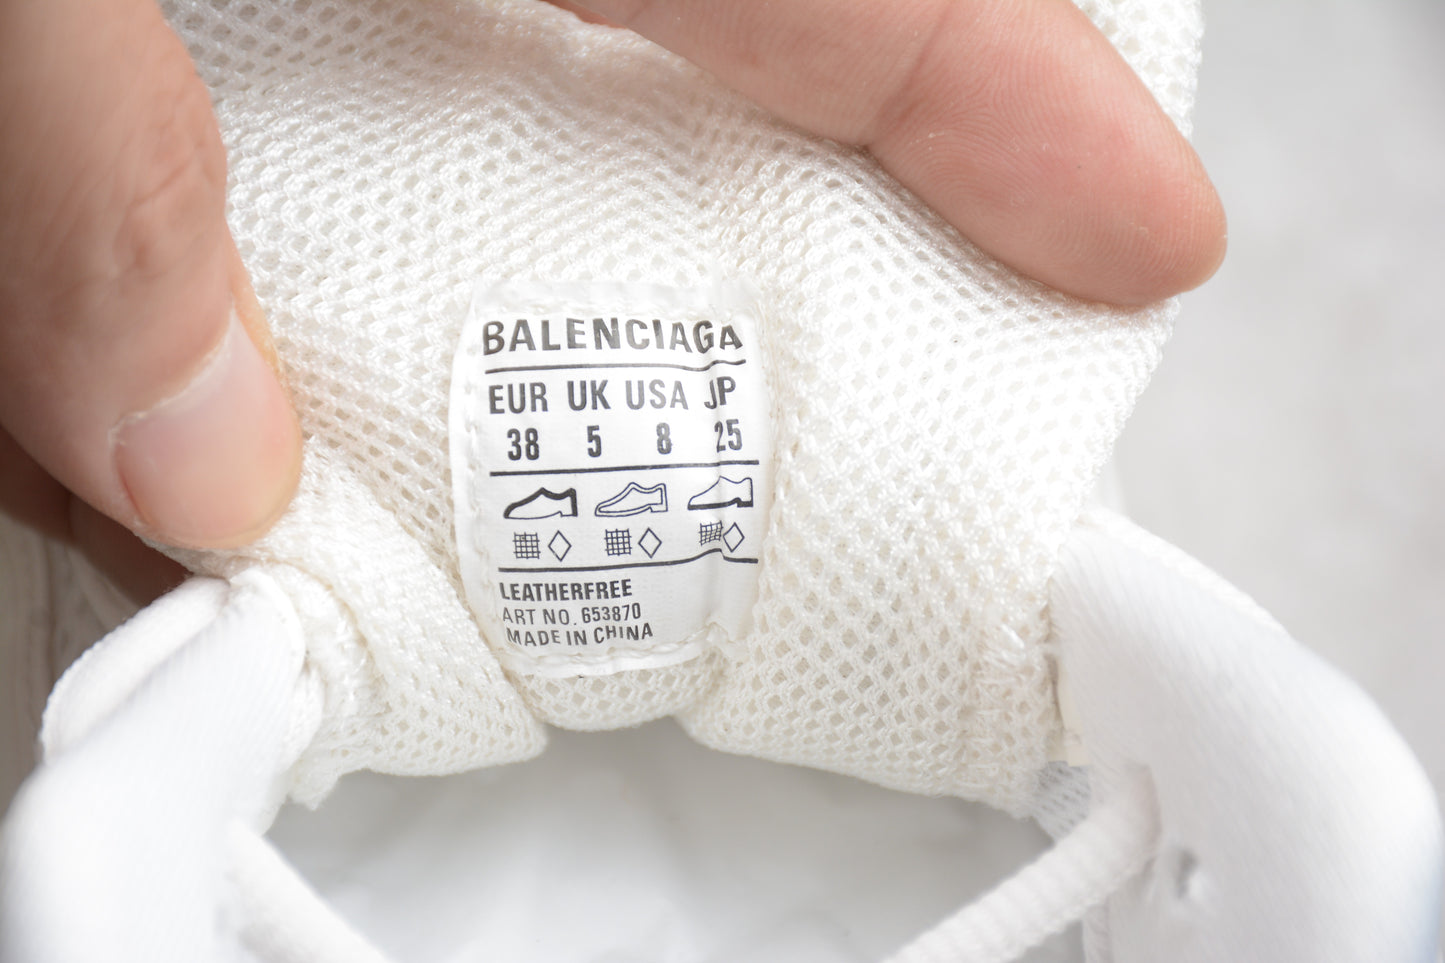 BALENCIAGA
EUR UK USA JP
38 5 8 25
LEATHERFREE
ART NO. 653870
MADE IN CHINA